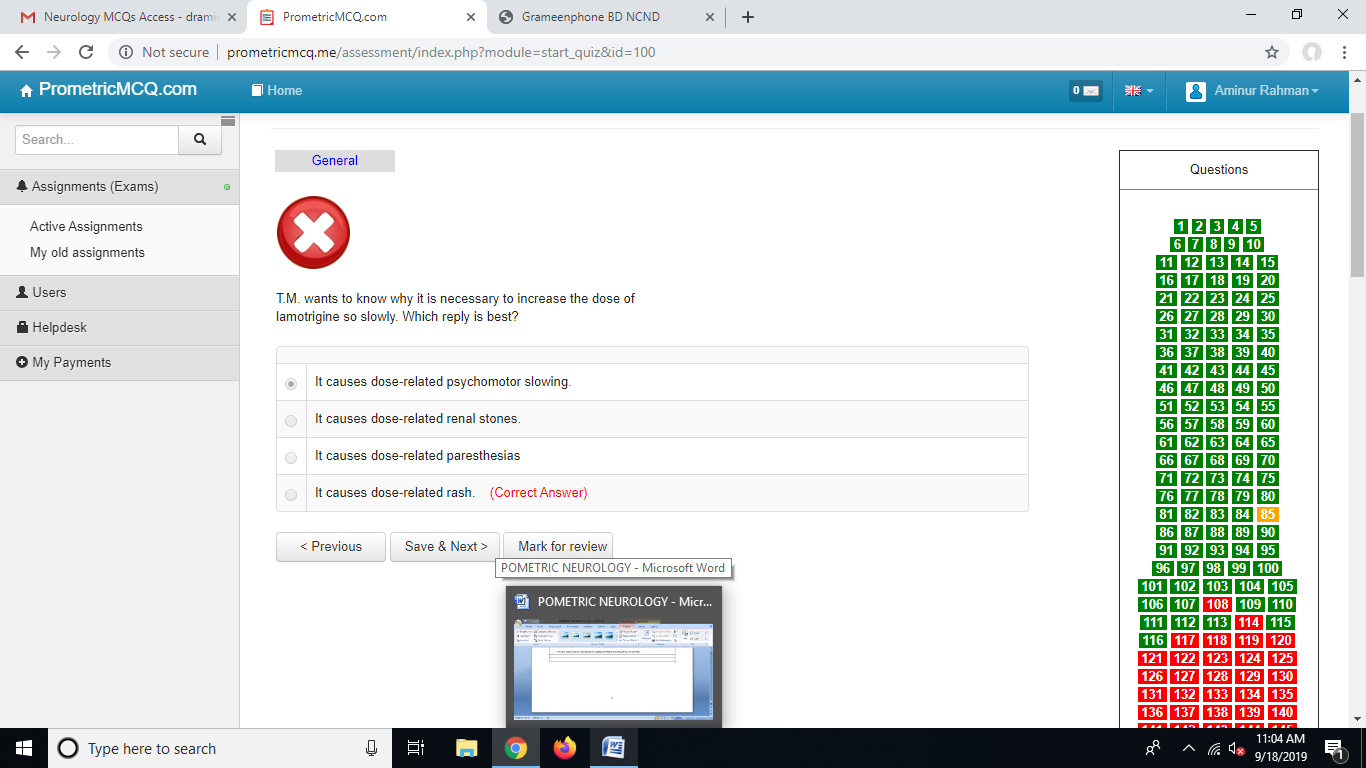 Neurology MCQs Access - drami
PrometricMCQ.com
Grameenphone BD NCND
Not secure | prometricmcq.me/assessment/index.php?module=start_quiz&id=100
PrometricMCQ.com
Home
0
Aminur Rahman
Search...
Assignments (Exams)
Active Assignments
My old assignments
Users
Helpdesk
My Payments
General
T.M. wants to know why it is necessary to increase the dose of
lamotrigine so slowly. Which reply is best?
It causes dose-related psychomotor slowing.
It causes dose-related renal stones.
It causes dose-related paresthesias
It causes dose-related rash. (Correct Answer)
< Previous
Save & Next >
Mark for review
POMETRIC NEUROLOGY - Microsoft Word
POMETRIC NEUROLOGY - Micr...
Questions
1 2 3 4 5
6 7 8 9 10
11 12 13 14 15
16 17 18 19 20
21 22 23 24 25
26 27 28 29 30
31 32 33 34 35
36 37 38 39 40
41 42 43 44 45
46 47 48 49 50
51 52 53 54 55
56 57 58 59 60
61 62 63 64 65
66 67 68 69 70
71 72 73 74 75
76 77 78 79 80
81 82 83 84 85
86 87 88 89 90
91 92 93 94 95
96 97 98 99 100
101 102 103 104 105
106 107 108 109 110
111 112 113 114 115
116 117 118 119 120
121 122 123 124 125
126 127 128 129 130
131 132 133 134 135
136 137 138 139 140
Type here to search
11:04 AM
9/18/2019
1